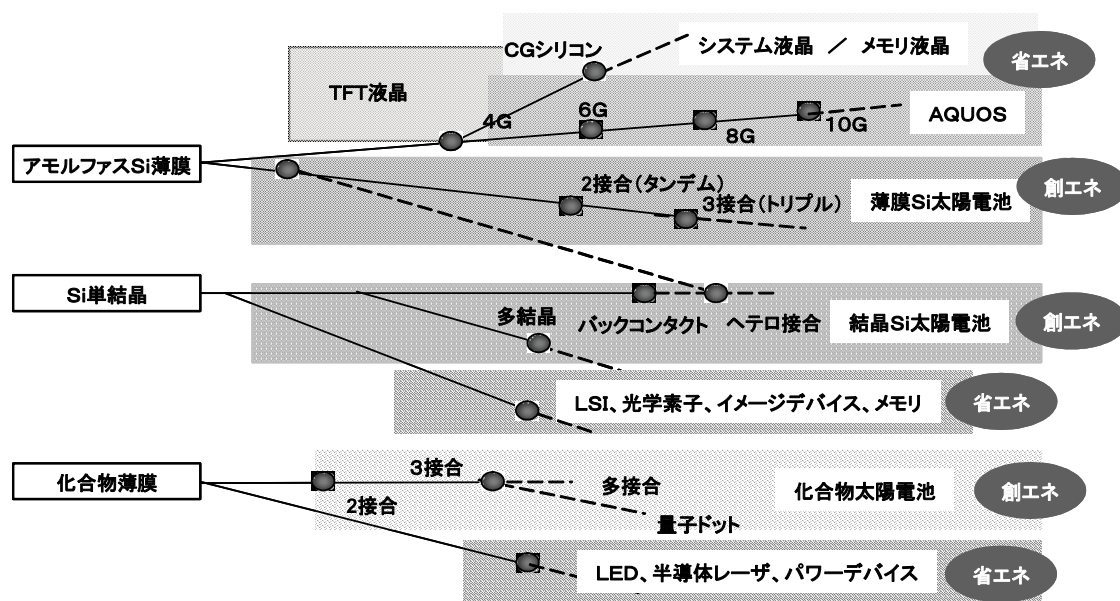 CGシリコン
システム液晶 ／ メモリ液晶
省エネ
TFT液晶
4G
6G
8G
10G
AQUOS
アモルファスSi薄膜
2接合（タンデム）
3接合（トリプル）
薄膜Si太陽電池
創エネ
Si単結晶
多結晶
バックコンタクト
ヘテロ接合
結晶Si太陽電池
創エネ
LSI、光学素子、イメージデバイス、メモリ
省エネ
化合物薄膜
3接合
2接合
多接合
量子ドット
化合物太陽電池
創エネ
LED、半導体レーザ、パワーデバイス
省エネ